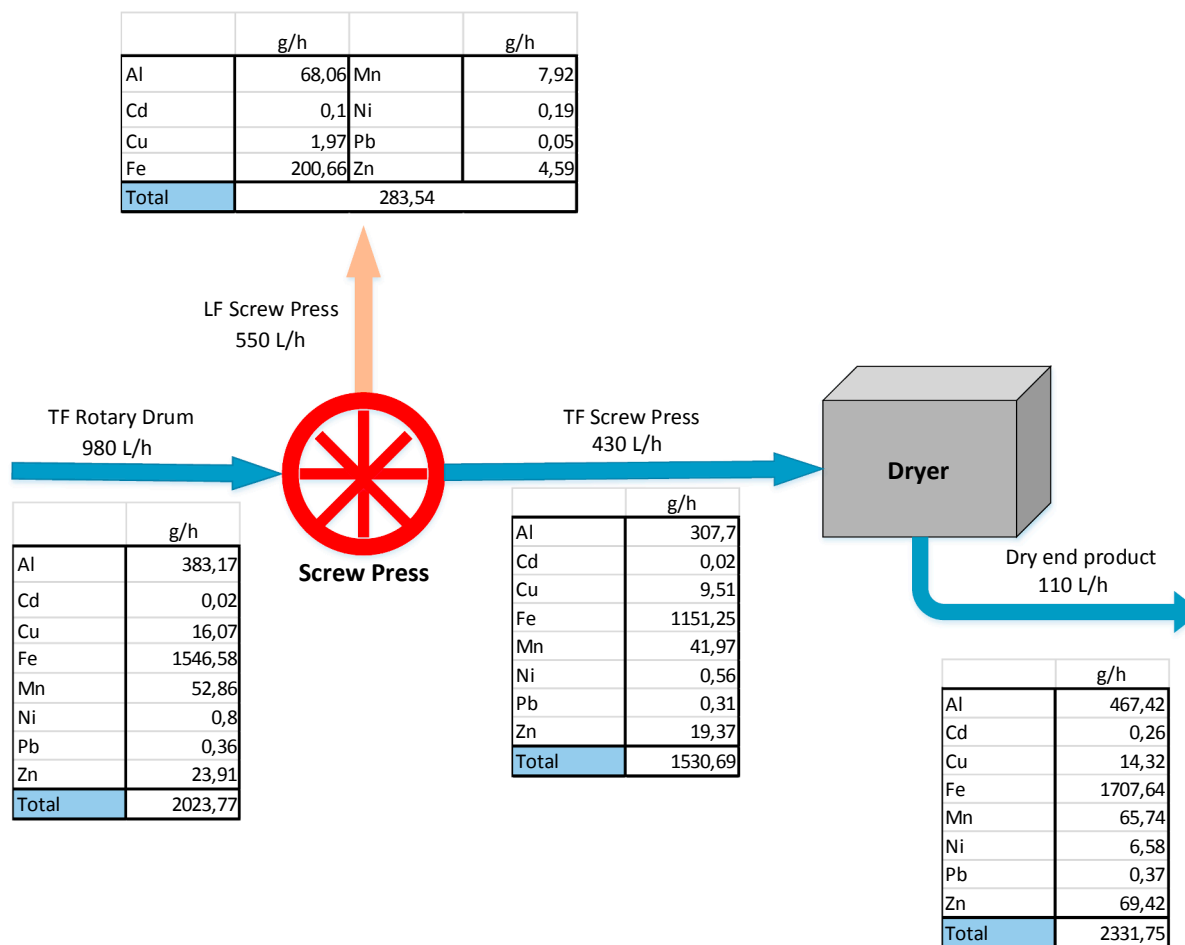 g/h g/h
Al 68,06 Mn 7,92
Cd 0,1 Ni 0,19
Cu 1,97 Pb 0,05
Fe 200,66 Zn 4,59
Total 283,54
LF Screw Press
550 L/h
TF Rotary Drum
980 L/h
Screw Press
TF Screw Press
430 L/h
Dryer
Dry end product
110 L/h
g/h
Al 383,17
Cd 0,02
Cu 16,07
Fe 1546,58
Mn 52,86
Ni 0,8
Pb 0,36
Zn 23,91
Total 2023,77
g/h
Al 307,7
Cd 0,02
Cu 9,51
Fe 1151,25
Mn 41,97
Ni 0,56
Pb 0,31
Zn 19,37
Total 1530,69
g/h
Al 467,42
Cd 0,26
Cu 14,32
Fe 1707,64
Mn 65,74
Ni 6,58
Pb 0,37
Zn 69,42
Total 2331,75